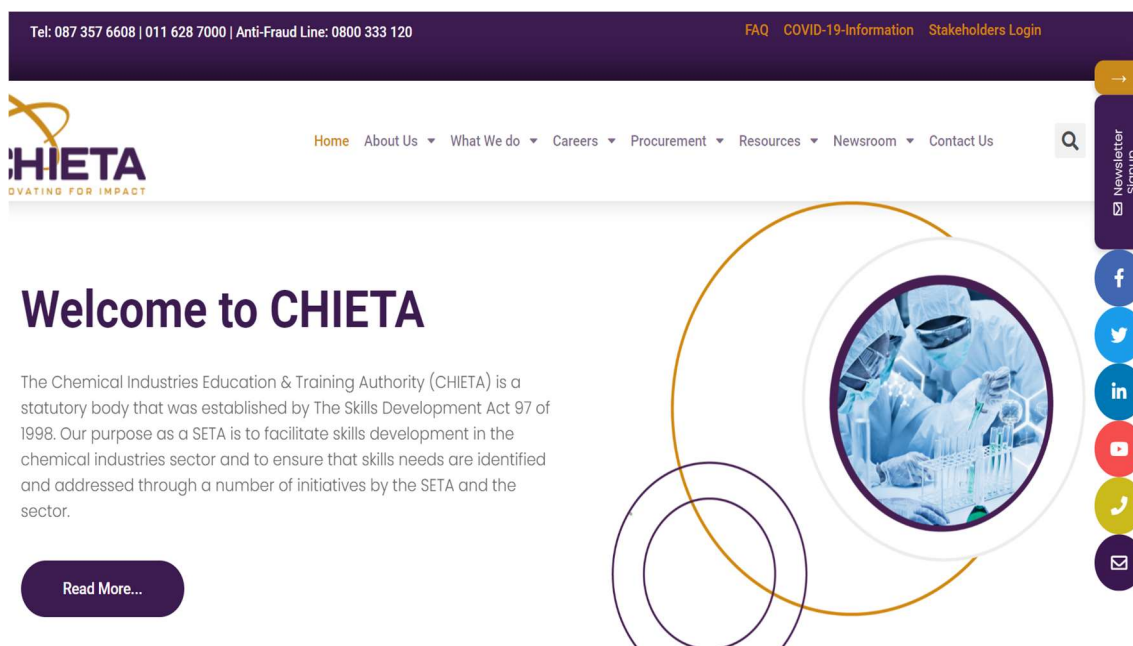 Tel: 087 357 6608 | 011 628 7000 | Anti-Fraud Line: 0800 333 120
FAQ COVID-19-Information Stakeholders Login
CHIETA
OVATING FOR IMPACT
Home About Us What We do Careers Procurement Resources Newsroom Contact Us
Newsletter
Signup
Welcome to CHIETA
The Chemical Industries Education & Training Authority (CHIETA) is a
statutory body that was established by The Skills Development Act 97 of
1998. Our purpose as a SETA is to facilitate skills development in the
chemical industries sector and to ensure that skills needs are identified
and addressed through a number of initiatives by the SETA and the
sector.
Read More...